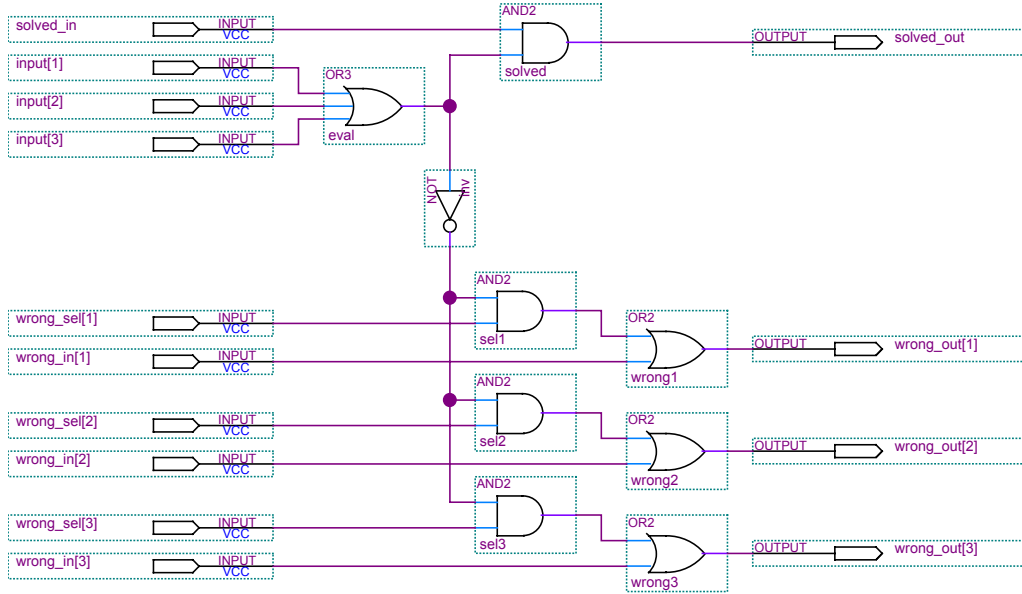 AND2
solved_in
INPUT
VCC
OUTPUT
solved_out
input[1]
INPUT
VCC
solved
OR3
input[2]
INPUT
VCC
eval
input[3]
INPUT
VCC
NOT
inv
AND2
wrong_sel[1]
INPUT
VCC
OR2
sel1
OUTPUT
wrong_out[1]
wrong_in[1]
INPUT
VCC
wrong1
AND2
wrong_sel[2]
INPUT
VCC
OR2
sel2
OUTPUT
wrong_out[2]
wrong_in[2]
INPUT
VCC
wrong2
AND2
wrong_sel[3]
INPUT
VCC
OR2
sel3
OUTPUT
wrong_out[3]
wrong_in[3]
INPUT
VCC
wrong3